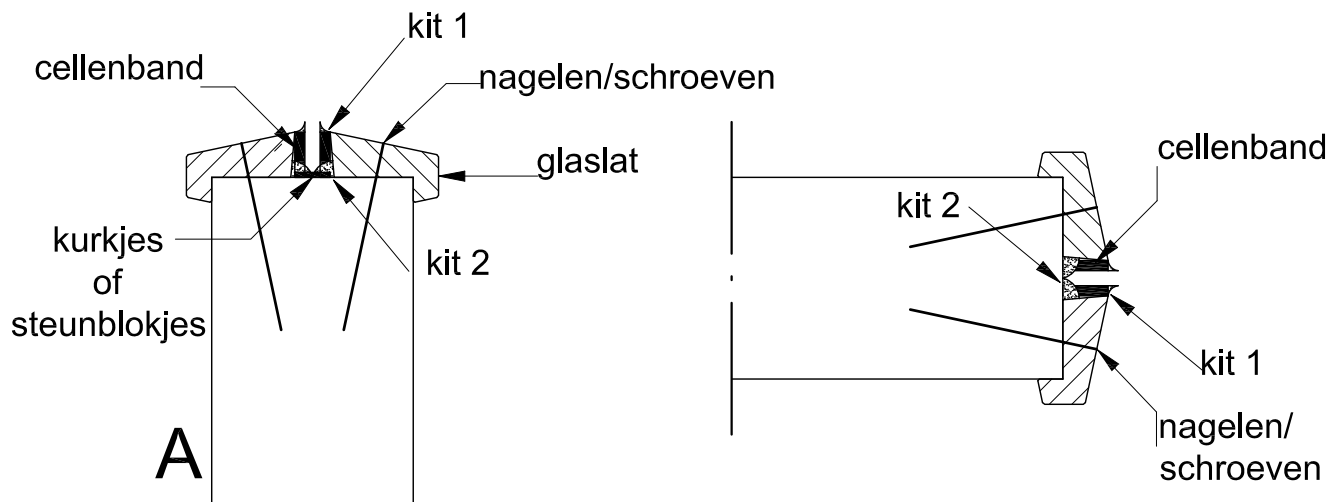 kit 1
cellenband
nagelen/schroeven
glaslat
kurkjes
of
steunblokjes
kit 2
A
cellenband
kit 2
kit 1
nagelen/
schroeven